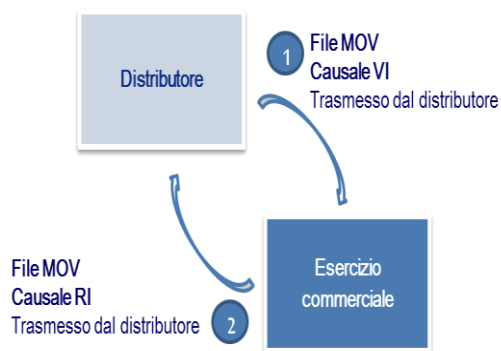 Distributore
1
File MOV
Causale VI
Trasmesso dal distributore
Esercizio
commerciale
File MOV
Causale RI
Trasmesso dal distributore
2